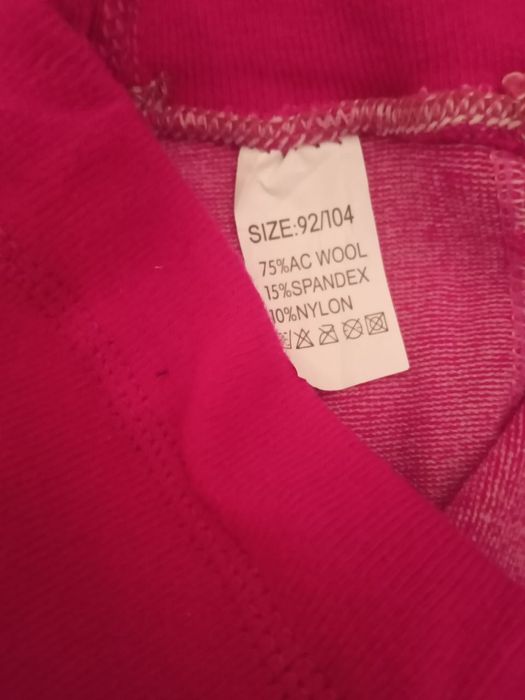 SIZE:92/104
75%AC WOOL
15%SPANDEX
10%NYLON